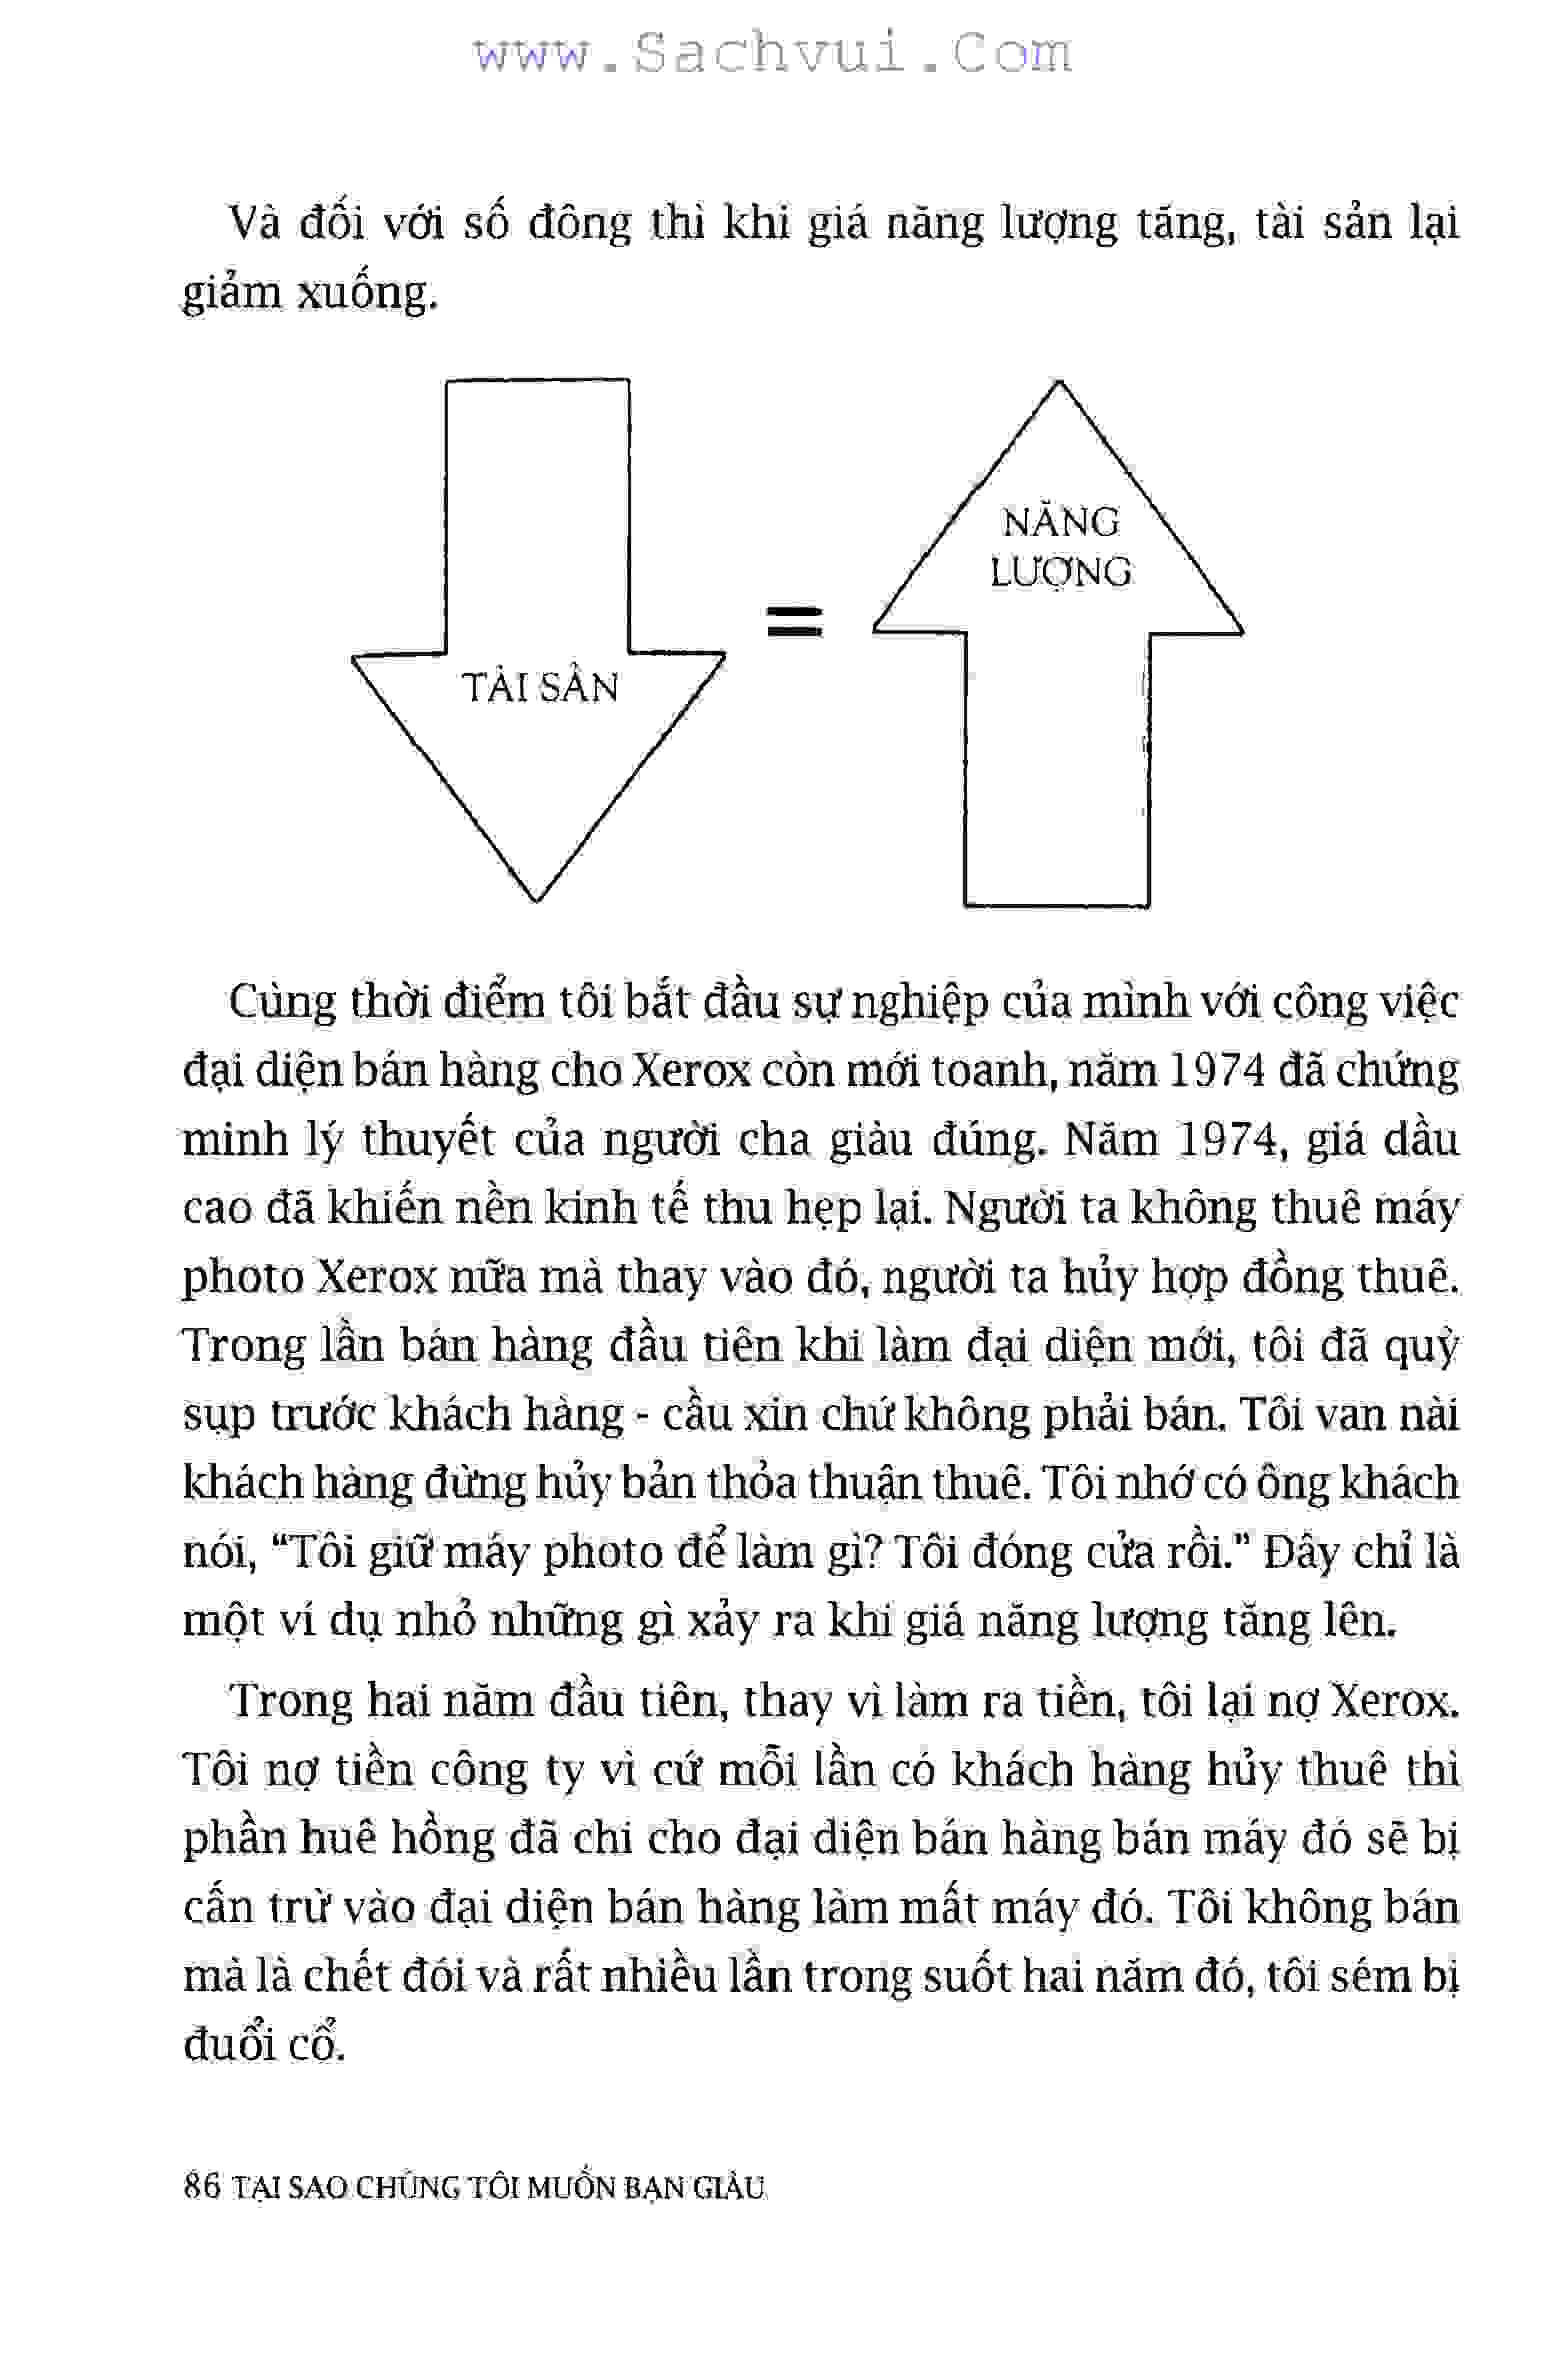 www.Sachvui.Com
Và đối với số đông thì khi giá năng lượng tăng, tài sản lại
giảm xuống.
NĂNG
LƯỢNG
=
TÀI SẢN
Cùng thời điểm tôi bắt đầu sự nghiệp của mình với công việc
đại diện bán hàng cho Xerox còn mới toanh, năm 1974 đã chứng
minh lý thuyết của người cha giàu đúng. Năm 1974, giá dầu
cao đã khiến nền kinh tế thu hẹp lại. Người ta không thuê máy
photo Xerox nữa mà thay vào đó, người ta hủy hợp đồng thuê.
Trong lần bán hàng đầu tiên khi làm đại diện mới, tôi đã quỳ
sụp trước khách hàng - cầu xin chứ không phải bán. Tôi van nài
khách hàng đừng hủy bản thỏa thuận thuê. Tôi nhớ có ông khách
nói, “Tôi giữ máy photo để làm gì? Tôi đóng cửa rồi.” Đây chỉ là
một ví dụ nhỏ những gì xảy ra khi giá năng lượng tăng lên.
Trong hai năm đầu tiên, thay vì làm ra tiền, tôi lại nợ Xerox.
Tôi nợ tiền công ty vì cứ mỗi lần có khách hàng hủy thuê thì
phần huê hồng đã chi cho đại diện bán hàng bán máy đó sẽ bị
cấn trừ vào đại diện bán hàng làm mất máy đó. Tôi không bán
mà là chết đói và rất nhiều lần trong suốt hai năm đó, tôi sém bị
đuổi cổ.
86 TẠI SAO CHÚNG TÔI MUỐN BẠN GIÀU